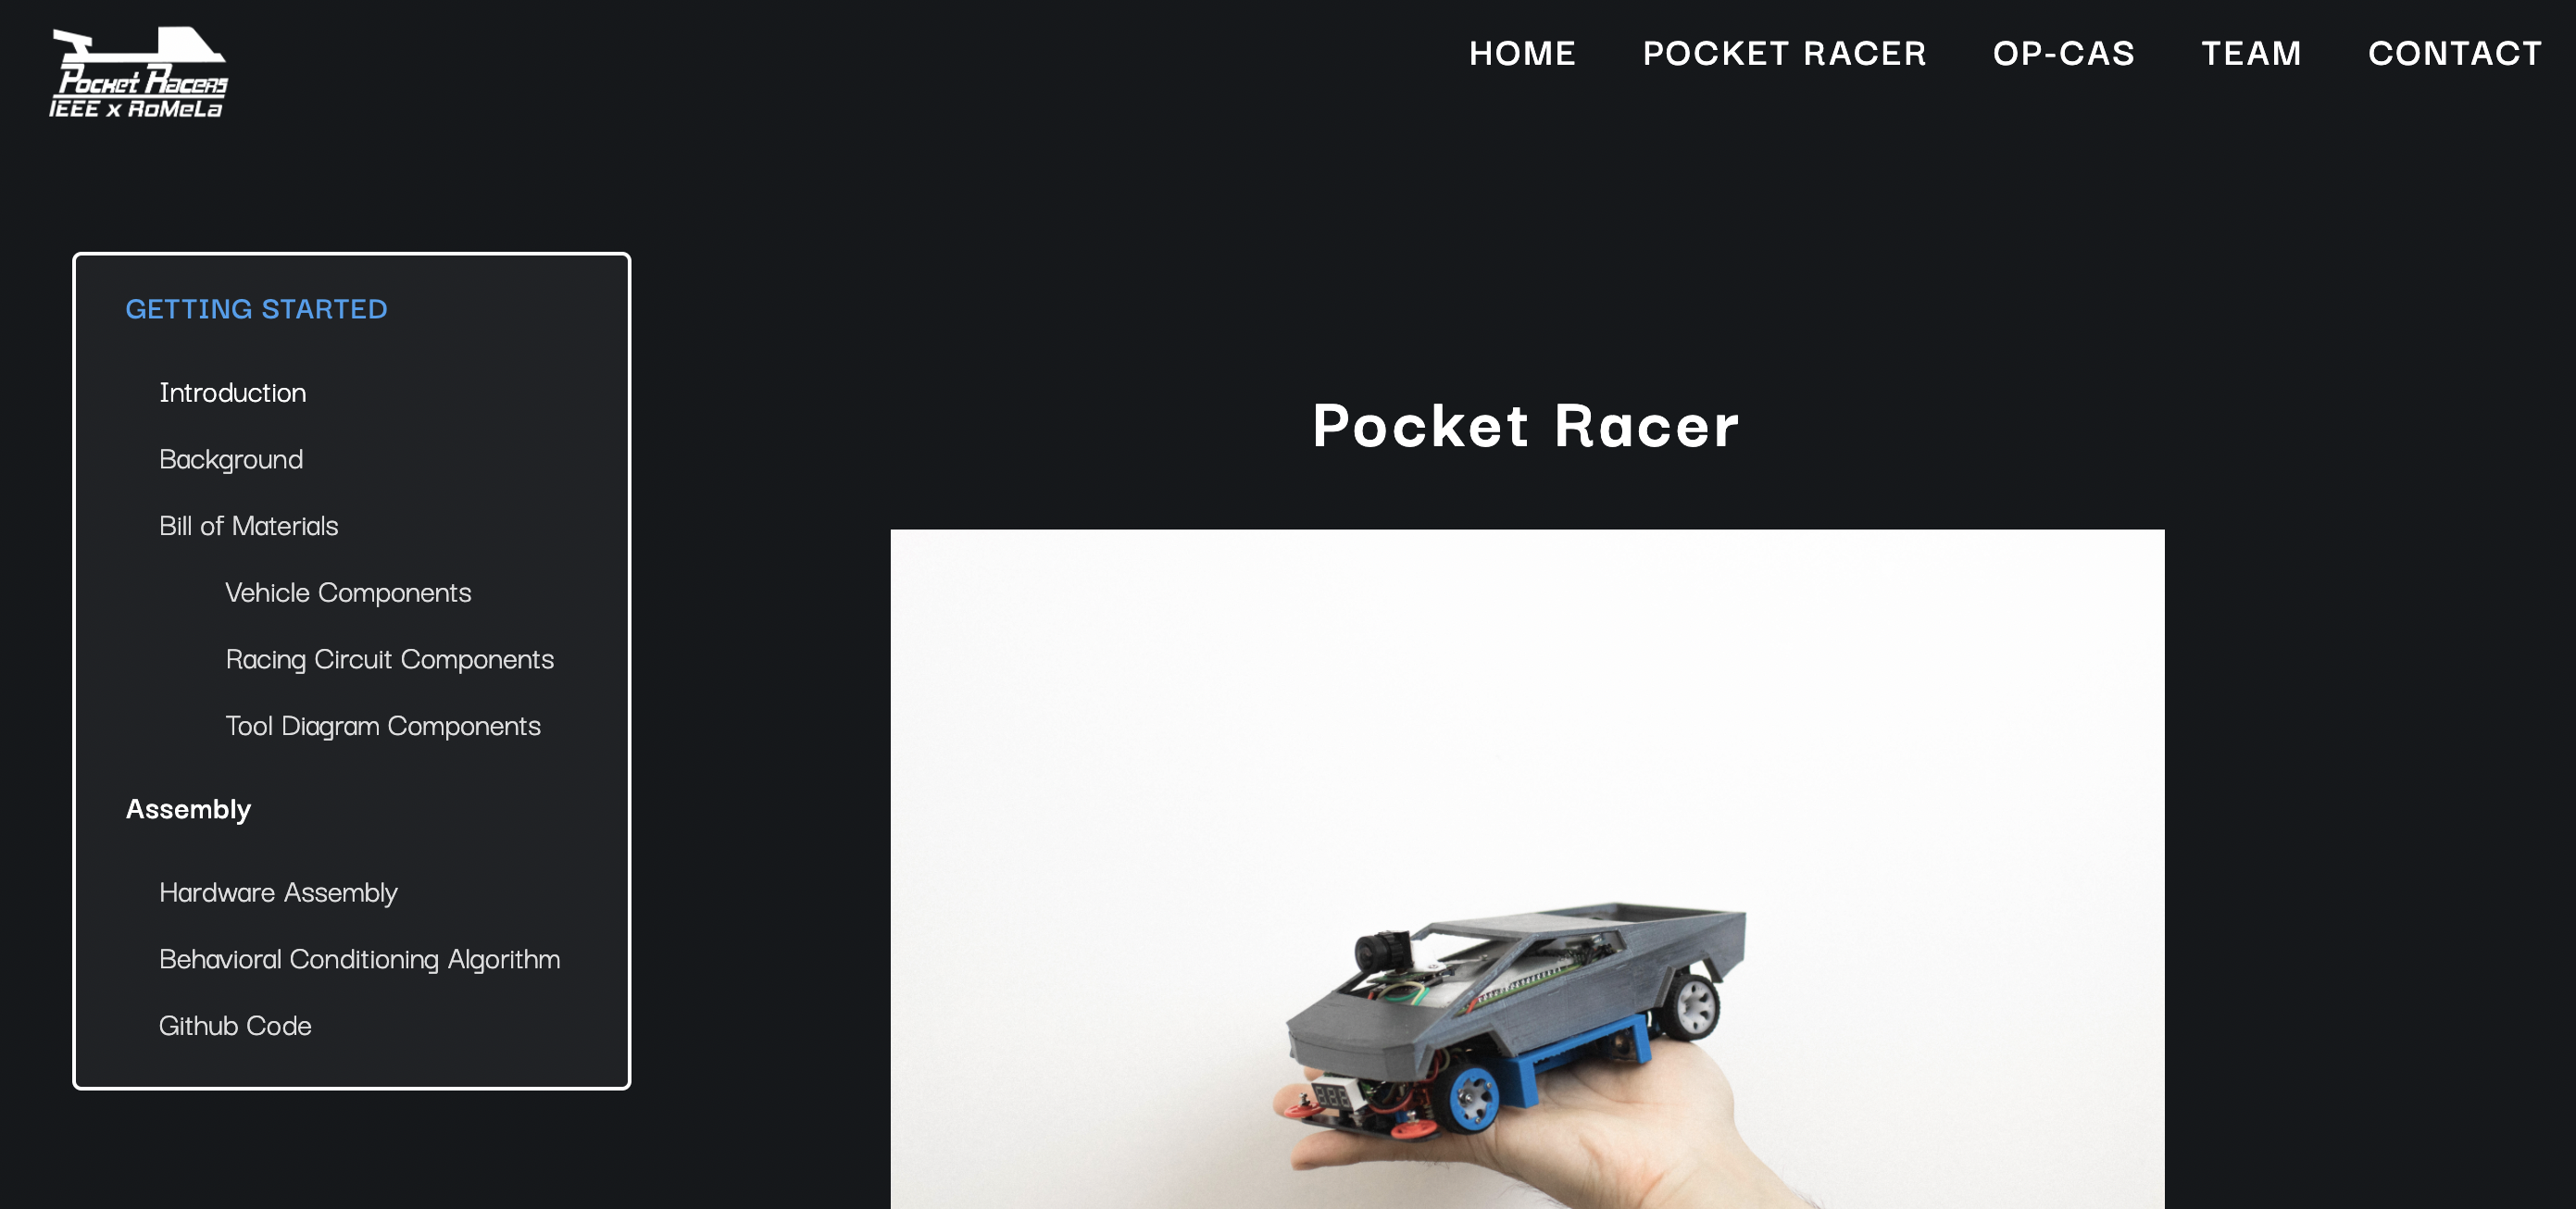 Pocket Racers
IEEE x RoMeLa
HOME POCKET RACER OP-CAS TEAM CONTACT
GETTING STARTED
Introduction
Background
Bill of Materials
Vehicle Components
Racing Circuit Components
Tool Diagram Components
Assembly
Hardware Assembly
Behavioral Conditioning Algorithm
Github Code
Pocket Racer